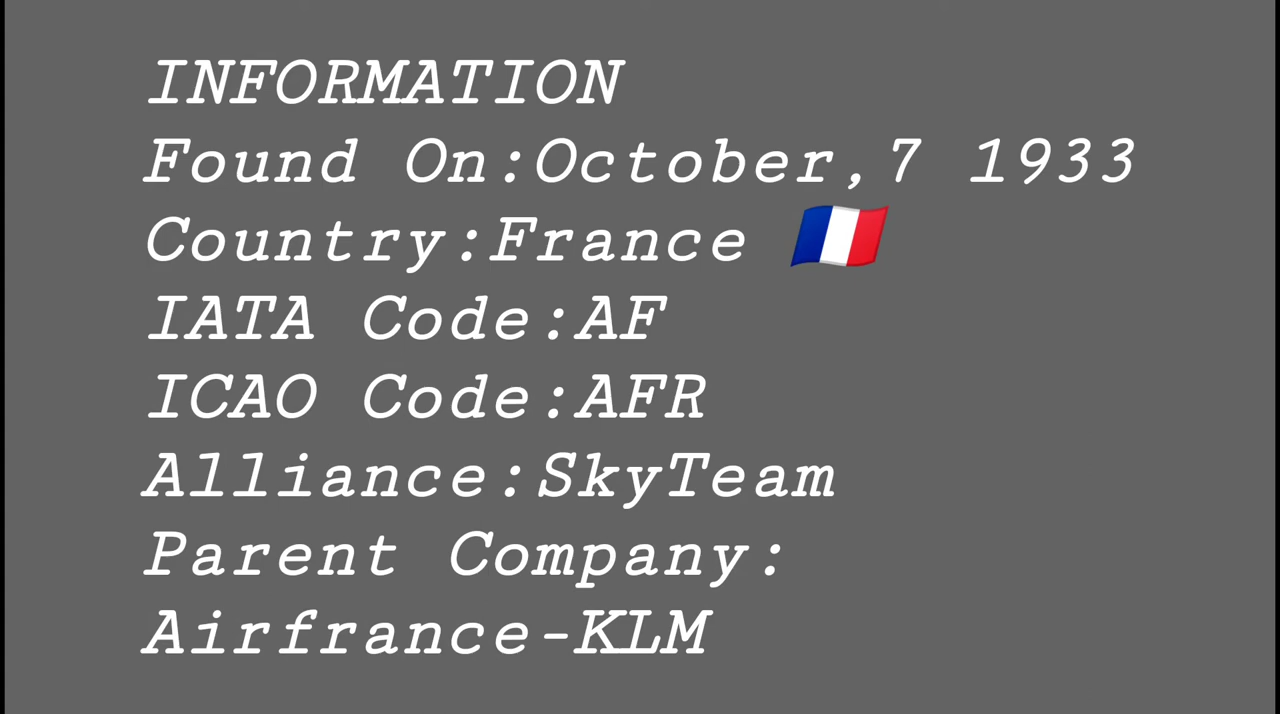 INFORMATION
Found On:October,7 1933
Country:France 🇫🇷
IATA Code:AF
ICAO Code:AFR
Alliance:SkyTeam
Parent Company:
Airfrance-KLM